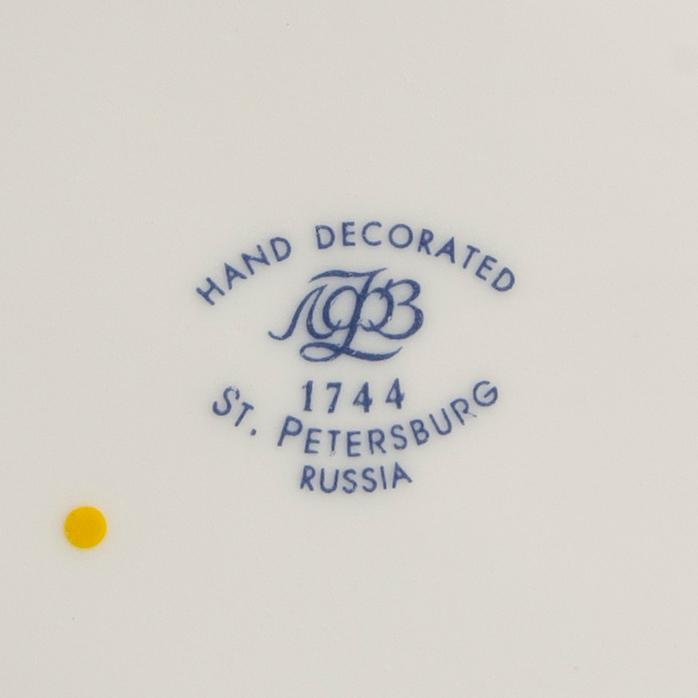 HAND DECORATED
ЛФЗ
1744
ST. PETERSBURG
RUSSIA